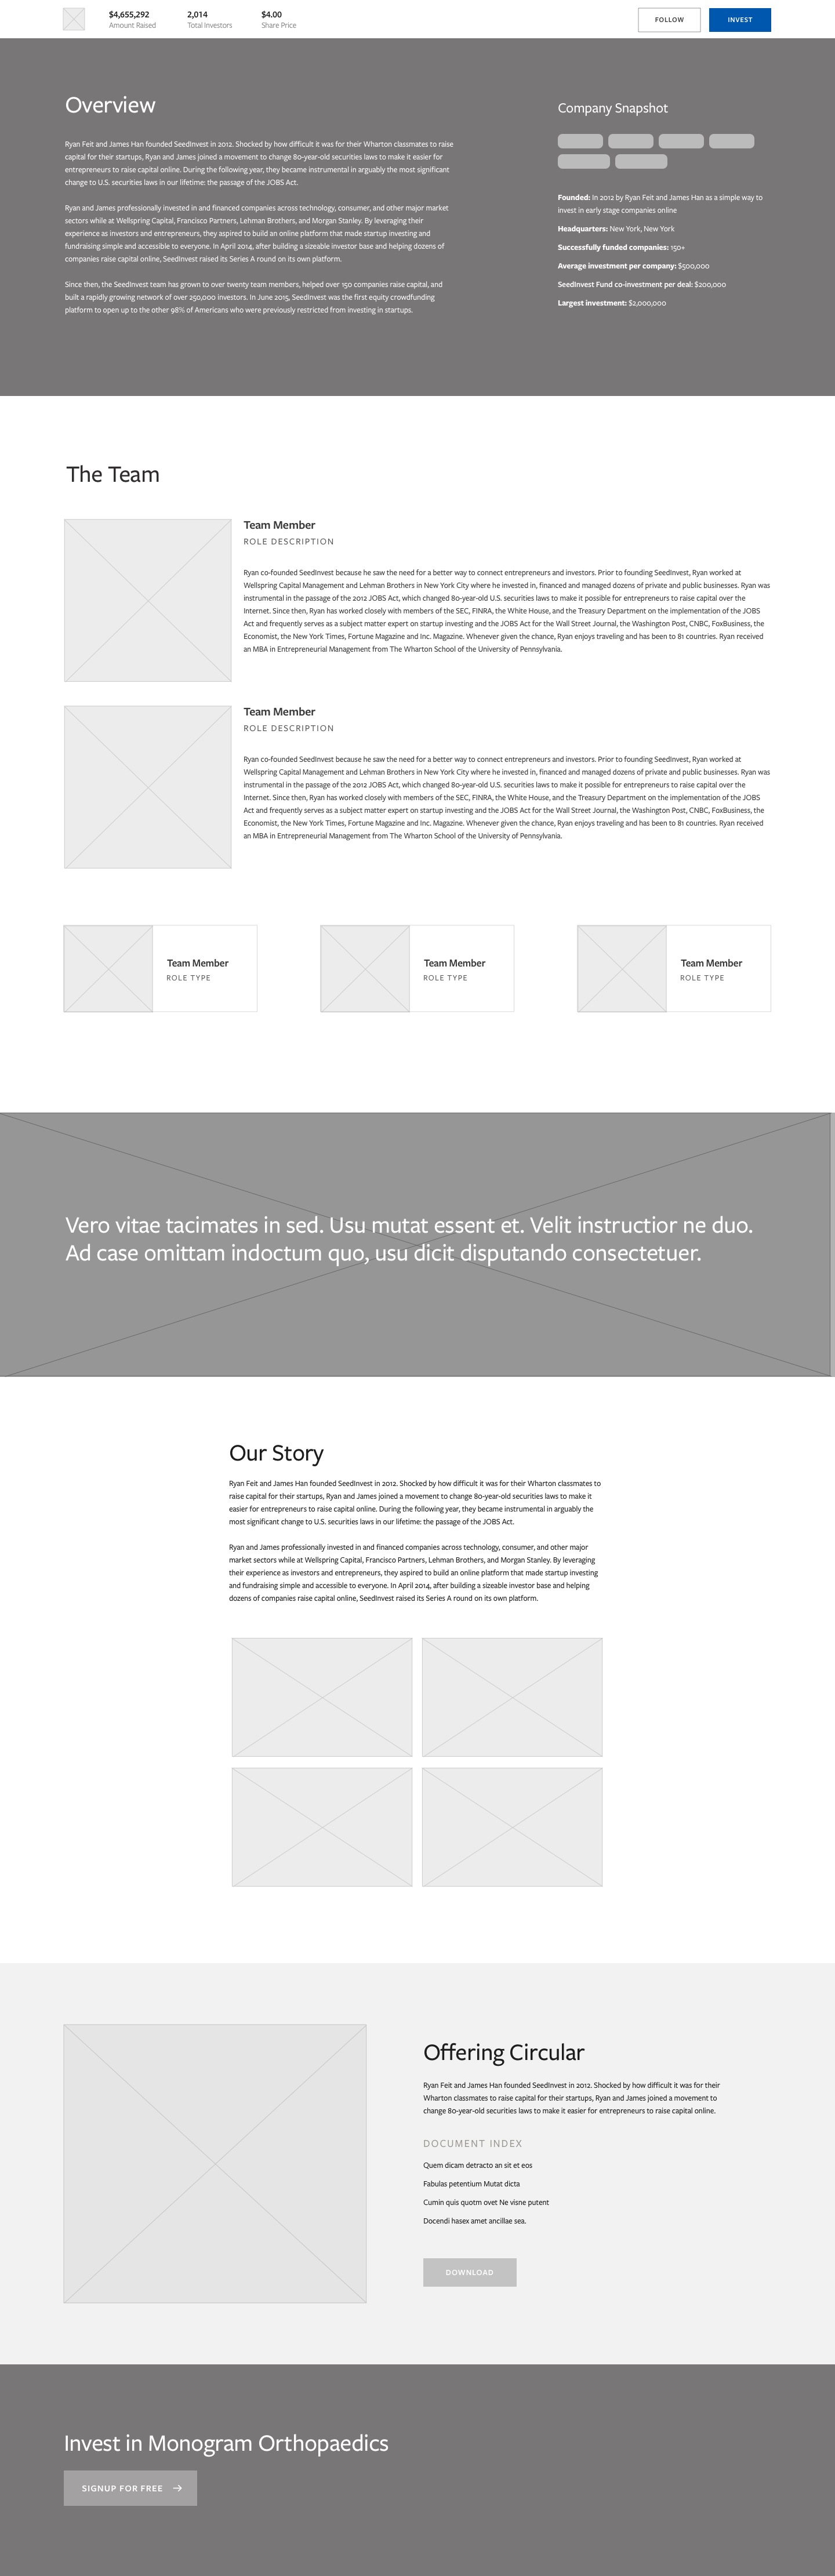 $4,655,292
Amount Raised
2,014
Total Investors
$4.00
Share Price
FOLLOW
INVEST
Overview
Ryan Feit and James Han founded SeedInvest in 2012. Shocked by how difficult it was for their Wharton classmates to raise
capital for their startups, Ryan and James joined a movement to change 80-year-old securities laws to make it easier for
entrepreneurs to raise capital online. During the following year, they became instrumental in arguably the most significant
change to U.S. securities laws in our lifetime: the passage of the JOBS Act.
Ryan and James professionally invested in and financed companies across technology, consumer, and other major market
sectors while at Wellspring Capital, Francisco Partners, Lehman Brothers, and Morgan Stanley. By leveraging their
experience as investors and entrepreneurs, they aspired to build an online platform that made startup investing and
fundraising simple and accessible to everyone. In April 2014, after building a sizeable investor base and helping dozens of
companies raise capital online, SeedInvest raised its Series A round on its own platform.
Since then, the SeedInvest team has grown to over twenty team members, helped over 150 companies raise capital, and
built a rapidly growing network of over 250,000 investors. In June 2015, SeedInvest was the first equity crowdfunding
platform to open up to the other 98% of Americans who were previously restricted from investing in startups.
Company Snapshot
Founded: In 2012 by Ryan Feit and James Han as a simple way to
invest in early stage companies online
Headquarters: New York, New York
Successfully funded companies: 150+
Average investment per company: $500,000
SeedInvest Fund co-investment per deal: $200,000
Largest investment: $2,000,000
The Team
Team Member
ROLE DESCRIPTION
Ryan co-founded SeedInvest because he saw the need for a better way to connect entrepreneurs and investors. Prior to founding SeedInvest, Ryan worked at
Wellspring Capital Management and Lehman Brothers in New York City where he invested in, financed and managed dozens of private and public businesses. Ryan was
instrumental in the passage of the 2012 JOBS Act, which changed 80-year-old U.S. securities laws to make it possible for entrepreneurs to raise capital over the
Internet. Since then, Ryan has worked closely with members of the SEC, FINRA, the White House, and the Treasury Department on the implementation of the JOBS
Act and frequently serves as a subject matter expert on startup investing and the JOBS Act for the Wall Street Journal, the Washington Post, CNBC, FoxBusiness, the
Economist, the New York Times, Fortune Magazine and Inc. Magazine. Whenever given the chance, Ryan enjoys traveling and has been to 81 countries. Ryan received
an MBA in Entrepreneurial Management from The Wharton School of the University of Pennsylvania.
Team Member
ROLE DESCRIPTION
Ryan co-founded SeedInvest because he saw the need for a better way to connect entrepreneurs and investors. Prior to founding SeedInvest, Ryan worked at
Wellspring Capital Management and Lehman Brothers in New York City where he invested in, financed and managed dozens of private and public businesses. Ryan was
instrumental in the passage of the 2012 JOBS Act, which changed 80-year-old U.S. securities laws to make it possible for entrepreneurs to raise capital over the
Internet. Since then, Ryan has worked closely with members of the SEC, FINRA, the White House, and the Treasury Department on the implementation of the JOBS
Act and frequently serves as a subject matter expert on startup investing and the JOBS Act for the Wall Street Journal, the Washington Post, CNBC, FoxBusiness, the
Economist, the New York Times, Fortune Magazine and Inc. Magazine. Whenever given the chance, Ryan enjoys traveling and has been to 81 countries. Ryan received
an MBA in Entrepreneurial Management from The Wharton School of the University of Pennsylvania.
Team Member
ROLE TYPE
Team Member
ROLE TYPE
Team Member
ROLE TYPE
Vero vitae tacimates in sed. Usu mutat essent et. Velit instructior ne duo.
Ad case omittam indoctum quo, usu dicit disputando consectetuer.
Our Story
Ryan Feit and James Han founded SeedInvest in 2012. Shocked by how difficult it was for their Wharton classmates to
raise capital for their startups, Ryan and James joined a movement to change 80-year-old securities laws to make it
easier for entrepreneurs to raise capital online. During the following year, they became instrumental in arguably the
most significant change to U.S. securities laws in our lifetime: the passage of the JOBS Act.
Ryan and James professionally invested in and financed companies across technology, consumer, and other major
market sectors while at Wellspring Capital, Francisco Partners, Lehman Brothers, and Morgan Stanley. By leveraging
their experience as investors and entrepreneurs, they aspired to build an online platform that made startup investing
and fundraising simple and accessible to everyone. In April 2014, after building a sizeable investor base and helping
dozens of companies raise capital online, SeedInvest raised its Series A round on its own platform.
Offering Circular
Ryan Feit and James Han founded SeedInvest in 2012. Shocked by how difficult it was for their
Wharton classmates to raise capital for their startups, Ryan and James joined a movement to
change 80-year-old securities laws to make it easier for entrepreneurs to raise capital online.
DOCUMENT INDEX
Quem dicam detracto an sit et eos
Fabulas petentium Mutat dicta
Cumin quis quotm ovet Ne visne putent
Docendi hasex amet ancillae sea.
DOWNLOAD
Invest in Monogram Orthopaedics
SIGNUP FOR FREE →